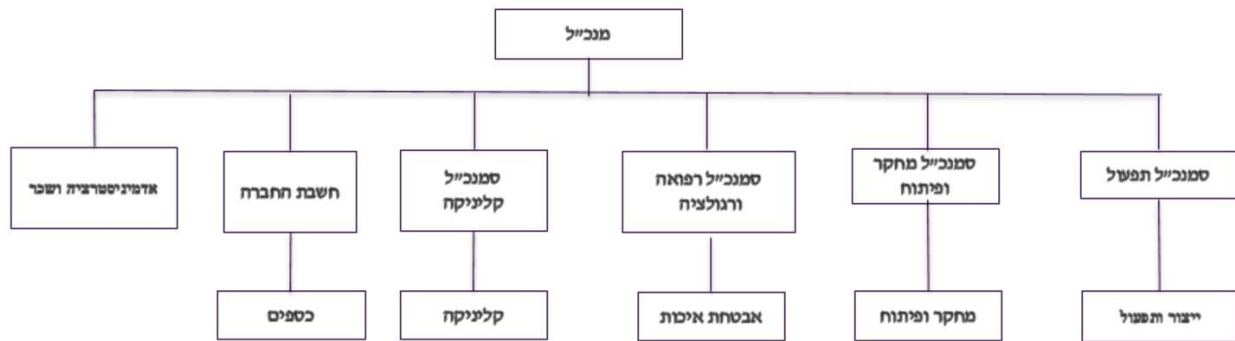 מנכ״ל
סמנכ״ל תפעול
סמנכ״ל מחקר
ופיתוח
סמנכ״ל רפואה
ורגולציה
סמנכ״ל
קליניקה
חשבת החברה
אדמיניסטרציה ושכר
ייצור ותפעול
מחקר ופיתוח
אבטחת איכות
קליניקה
כספים